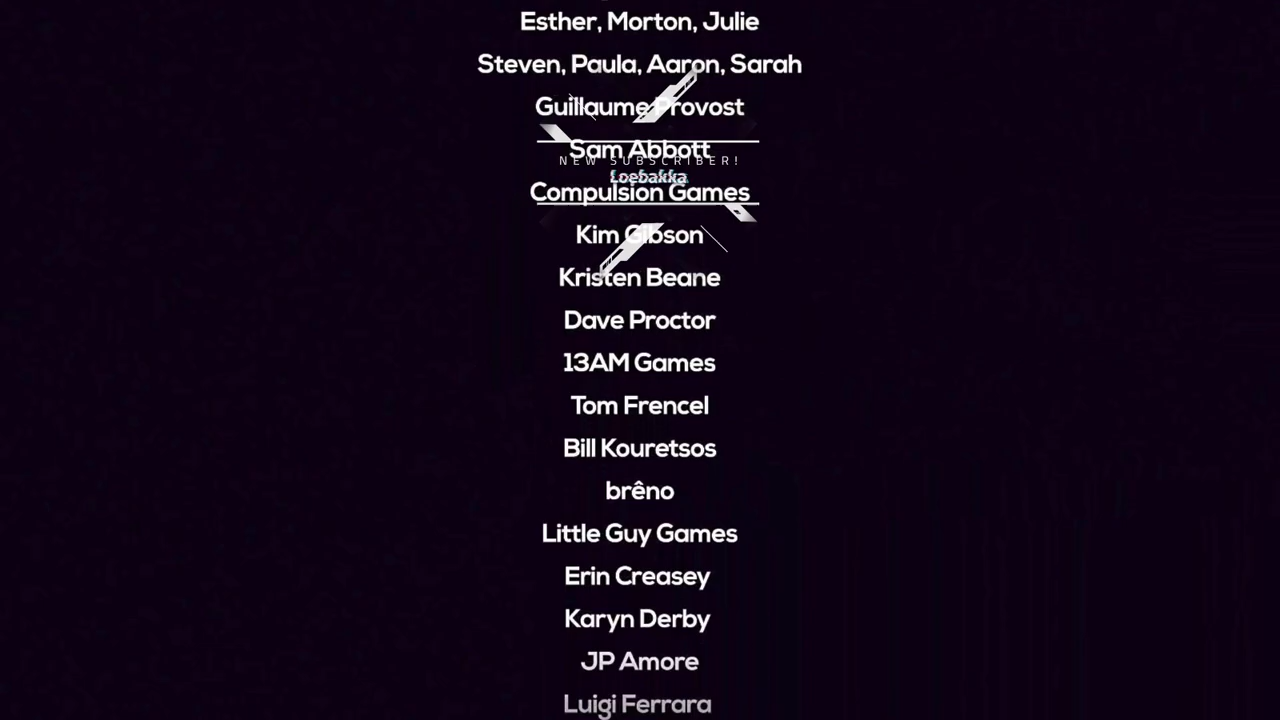 Esther, Morton, Julie
Steven, Paula, Aaron, Sarah
Guillaume Provost
Sam Abbott
NEW SUBSCRIBER!
Loebakka
Compulsion Games
Kim Gibson
Kristen Beane
Dave Proctor
13AM Games
Tom Frencel
Bill Kouretsos
brêno
Little Guy Games
Erin Creasey
Karyn Derby
JP Amore
Luigi Ferrara